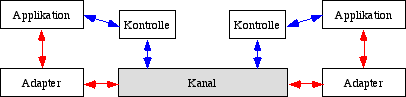 Applikation
Kontrolle
Kontrolle
Applikation
Adapter
Kanal
Adapter